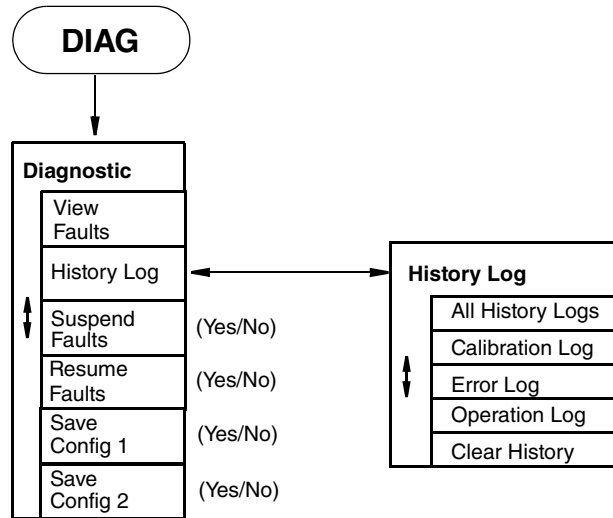 DIAG
Diagnostic
View
Faults
History Log
Suspend
Faults
(Yes/No)
Resume
Faults
(Yes/No)
Save
Config 1
(Yes/No)
Save
Config 2
(Yes/No)
History Log
All History Logs
Calibration Log
Error Log
Operation Log
Clear History